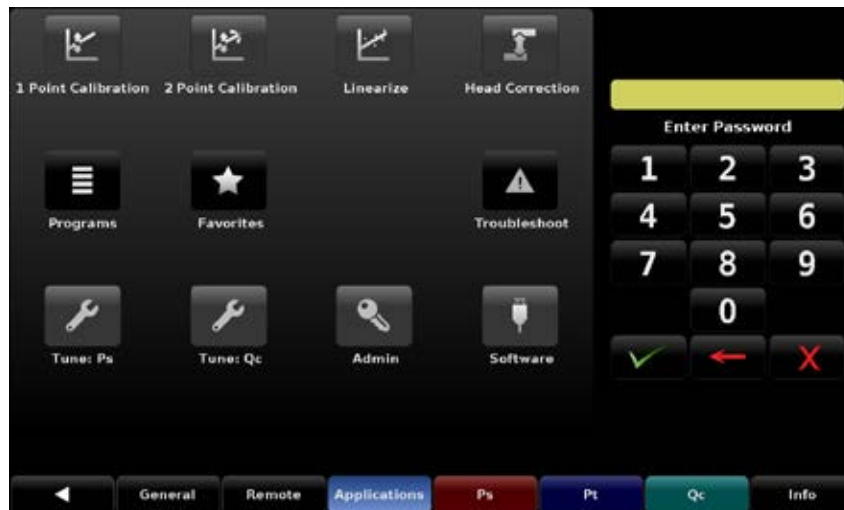 1 Point Calibration 2 Point Calibration Linearize Head Correction
Enter Password
1 2 3
Programs Favorites Troubleshoot
4 5 6
7 8 9
0
Tune: Ps Tune: Qc Admin Software
General Remote Applications Ps Pt Qc Info